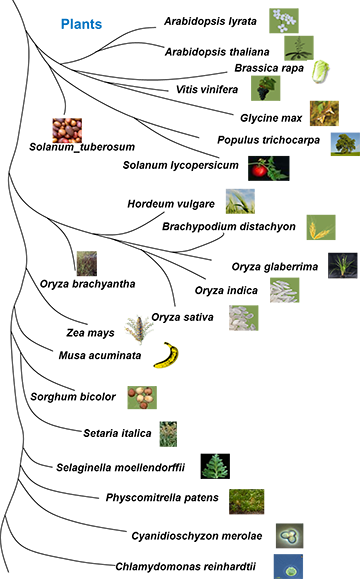 Plants
Arabidopsis lyrata
Arabidopsis thaliana
Brassica rapa
Vitis vinifera
Glycine max
Populus trichocarpa
Solanum_tuberosum
Solanum lycopersicum
Hordeum vulgare
Brachypodium distachyon
Oryza glaberrima
Oryza brachyantha
Oryza indica
Oryza sativa
Zea mays
Musa acuminata
Sorghum bicolor
Setaria italica
Selaginella moellendorffii
Physcomitrella patens
Cyanidioschyzon merolae
Chlamydomonas reinhardtii